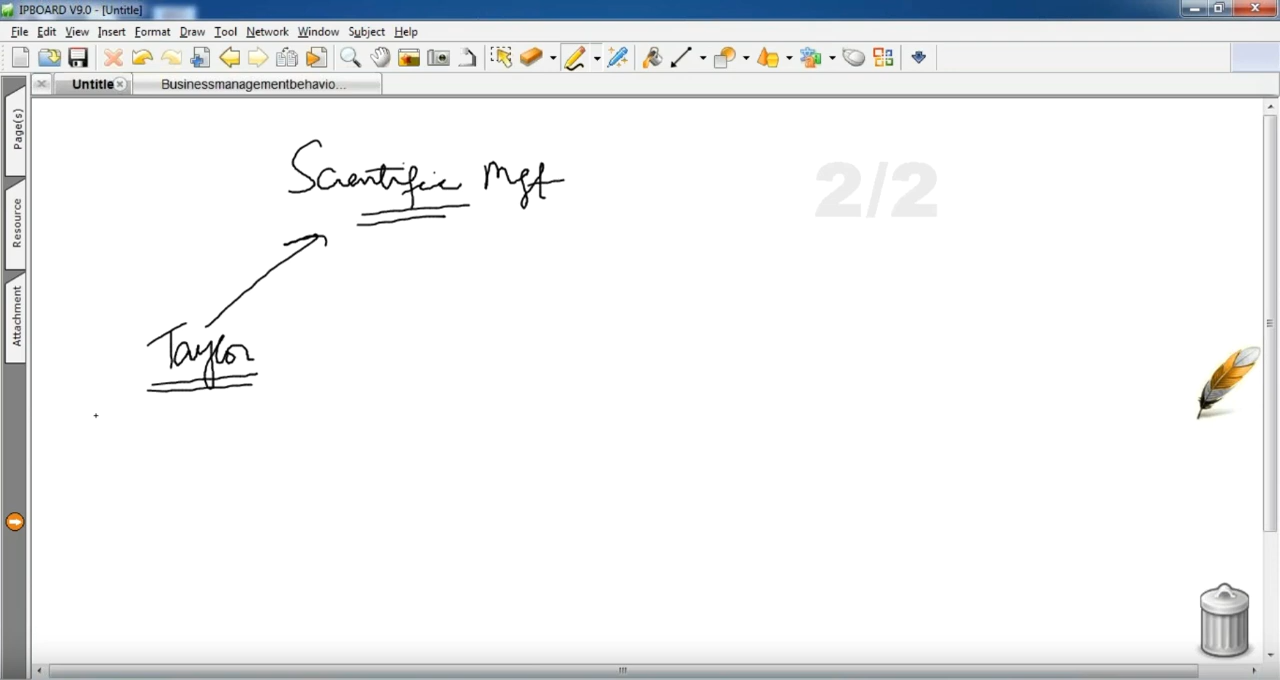 IPBOARD V9.0 - [Untitle]
File Edit View Insert Format Draw Tool Network Window Subject Help
Untitle Businessmanagementbehavio...
Page(s)
Resource
Attachment
Scientific Mgt
2/2
Taylor